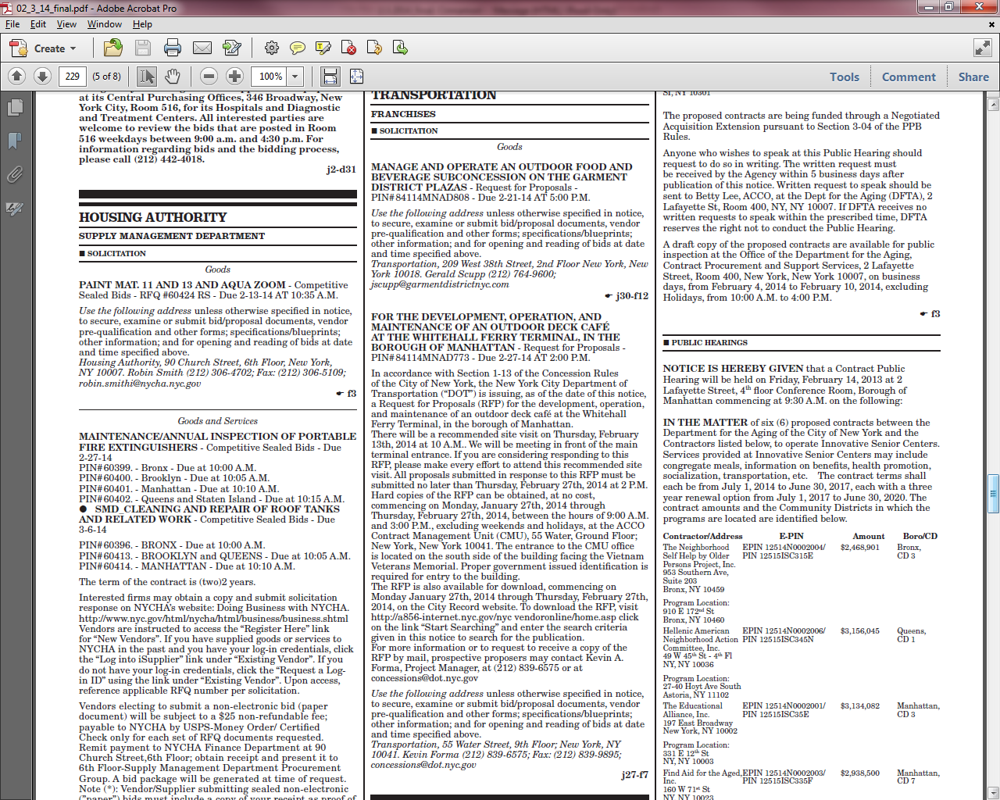 02_3_14_final.pdf - Adobe Acrobat Pro
File Edit View Window Help
Create
229 (5 of 8) 100% Tools Comment Share
at its Central Purchasing Offices, 346 Broadway, New
York City, Room 516, for its Hospitals and Diagnostic
and Treatment Centers. All interested parties are
welcome to review the bids that are posted in Room
516 weekdays between 9:00 a.m. and 4:30 p.m. For
information regarding bids and the bidding process,
please call (212) 442-4018.
j2-d31
HOUSING AUTHORITY
SUPPLY MANAGEMENT DEPARTMENT
■ SOLICITATION
Goods
PAINT MAT. 11 AND 13 AND AQUA ZOOM - Competitive
Sealed Bids - RFQ #60424 RS - Due 2-13-14 AT 10:35 A.M.
Use the following address unless otherwise specified in notice,
to secure, examine or submit bid/proposal documents, vendor
pre-qualification and other forms; specifications/blueprints;
other information; and for opening and reading of bids at date
and time specified above.
Housing Authority, 90 Church Street, 6th Floor, New York,
NY 10007. Robin Smith (212) 306-4702; Fax: (212) 306-5109;
robin.smithi@nycha.nyc.gov
☛ f3
Goods and Services
MAINTENANCE/ANNUAL INSPECTION OF PORTABLE
FIRE EXTINGUISHERS - Competitive Sealed Bids - Due
2-27-14
PIN#60399. - Bronx - Due at 10:00 A.M.
PIN#60400. - Brooklyn - Due at 10:05 A.M.
PIN#60401. - Manhattan - Due at 10:10 A.M.
PIN#60402. - Queens and Staten Island - Due at 10:15 A.M.
● SMD_CLEANING AND REPAIR OF ROOF TANKS
AND RELATED WORK - Competitive Sealed Bids - Due
3-6-14
PIN#60396. - BRONX - Due at 10:00 A.M.
PIN#60413. - BROOKLYN and QUEENS - Due at 10:05 A.M.
PIN#60414. - MANHATTAN - Due at 10:10 A.M.
The term of the contract is (two)2 years.
Interested firms may obtain a copy and submit solicitation
response on NYCHA's website: Doing Business with NYCHA.
http://www.nyc.gov/html/nycha/html/business/business.shtml
Vendors are instructed to access the "Register Here" link
for "New Vendors". If you have supplied goods or services to
NYCHA in the past and you have your log-in credentials, click
the "Log into iSupplier" link under "Existing Vendor". If you
do not have your log-in credentials, click the "Request a Log-
in ID" using the link under "Existing Vendor". Upon access,
reference applicable RFQ number per solicitation.
Vendors electing to submit a non-electronic bid (paper
document) will be subject to a $25 non-refundable fee;
payable to NYCHA by USPS-Money Order/ Certified
Check only for each set of RFQ documents requested.
Remit payment to NYCHA Finance Department at 90
Church Street,6th Floor; obtain receipt and present it to
6th Floor-Supply Management Department Procurement
Group. A bid package will be generated at time of request.
Note (*): Vendor/Supplier submitting sealed non-electronic
("paper") bids must include a copy of your receipt as proof of
TRANSPORTATION
FRANCHISES
■ SOLICITATION
Goods
MANAGE AND OPERATE AN OUTDOOR FOOD AND
BEVERAGE SUBCONCESSION ON THE GARMENT
DISTRICT PLAZAS - Request for Proposals -
PIN#84114MNAD808 - Due 2-21-14 AT 5:00 P.M.
Use the following address unless otherwise specified in notice,
to secure, examine or submit bid/proposal documents, vendor
pre-qualification and other forms; specifications/blueprints;
other information; and for opening and reading of bids at date
and time specified above.
Transportation, 209 West 38th Street, 2nd Floor New York, New
York 10018. Gerald Scupp (212) 764-9600;
jscupp@garmentdistrictnyc.com
☛ j30-f12
FOR THE DEVELOPMENT, OPERATION, AND
MAINTENANCE OF AN OUTDOOR DECK CAFÉ
AT THE WHITEHALL FERRY TERMINAL, IN THE
BOROUGH OF MANHATTAN - Request for Proposals -
PIN#84114MNAD773 - Due 2-27-14 AT 2:00 P.M.
In accordance with Section 1-13 of the Concession Rules
of the City of New York, the New York City Department of
Transportation ("DOT") is issuing, as of the date of this notice,
a Request for Proposals (RFP) for the development, operation,
and maintenance of an outdoor deck café at the Whitehall
Ferry Terminal, in the borough of Manhattan.
There will be a recommended site visit on Thursday, February
13th, 2014 at 10 A.M.. We will be meeting in front of the main
terminal entrance. If you are considering responding to this
RFP, please make every effort to attend this recommended site
visit. All proposals submitted in response to this RFP must be
submitted no later than Thursday, February 27th, 2014 at 2 P.M.
Hard copies of the RFP can be obtained, at no cost,
commencing on Monday, January 27th, 2014 through
Thursday, February 27th, 2014, between the hours of 9:00 A.M.
and 3:00 P.M., excluding weekends and holidays, at the ACCO
Contract Management Unit (CMU), 55 Water, Ground Floor;
New York, New York 10041. The entrance to the CMU office
is located on the south side of the building facing the Vietnam
Veterans Memorial. Proper government issued identification is
required for entry to the building.
The RFP is also available for download, commencing on
Monday January 27th, 2014 through Thursday, February 27th,
2014, on the City Record website. To download the RFP, visit
http://a856-internet.nyc.gov/nyc vendoronline/home.asp click
on the link "Start Searching" and enter the search criteria
given in this notice to search for the publication.
For more information or to request to receive a copy of the
RFP by mail, prospective proposers may contact Kevin A.
Forma, Project Manager, at (212) 839-6575 or at
concessions@dot.nyc.gov
Use the following address unless otherwise specified in notice,
to secure, examine or submit bid/proposal documents, vendor
pre-qualification and other forms; specifications/blueprints;
other information; and for opening and reading of bids at date
and time specified above.
Transportation, 55 Water Street, 9th Floor; New York, NY
10041. Kevin Forma (212) 839-6575; Fax: (212) 839-9895;
concessions@dot.nyc.gov
j27-f7
SI, NY 10301
The proposed contracts are being funded through a Negotiated
Acquisition Extension pursuant to Section 3-04 of the PPB
Rules.
Anyone who wishes to speak at this Public Hearing should
request to do so in writing. The written request must
be received by the Agency within 5 business days after
publication of this notice. Written request to speak should be
sent to Betty Lee, ACCO, at the Dept for the Aging (DFTA), 2
Lafayette St, Room 400, NY, NY 10007. If DFTA receives no
written requests to speak within the prescribed time, DFTA
reserves the right not to conduct the Public Hearing.
A draft copy of the proposed contracts are available for public
inspection at the Office of the Department for the Aging,
Contract Procurement and Support Services, 2 Lafayette
Street, Room 400, New York, New York 10007, on business
days, from February 4, 2014 to February 10, 2014, excluding
Holidays, from 10:00 A.M. to 4:00 P.M.
☛ f3
■ PUBLIC HEARINGS
NOTICE IS HEREBY GIVEN that a Contract Public
Hearing will be held on Friday, February 14, 2013 at 2
Lafayette Street, 4th floor Conference Room, Borough of
Manhattan commencing at 9:30 A.M. on the following:
IN THE MATTER of six (6) proposed contracts between the
Department for the Aging of the City of New York and the
Contractors listed below, to operate Innovative Senior Centers.
Services provided at Innovative Senior Centers may include
congregate meals, information on benefits, health promotion,
socialization, transportation, etc. The contract terms shall
each be from July 1, 2014 to June 30, 2017, each with a three
year renewal option from July 1, 2017 to June 30, 2020. The
contract amounts and the Community Districts in which the
programs are located are identified below.
Contractor/Address E-PIN Amount Boro/CD
The Neighborhood EPIN 12514N0002004/ $2,468,901 Bronx,
Self Help by Older PIN 12515ISC315E CD 3
Persons Project, Inc.
953 Southern Ave,
Suite 203
Bronx, NY 10459
Program Location:
910 E 172nd St
Bronx, NY 10460
Hellenic American EPIN 12514N0002006/ $3,156,045 Queens,
Neighborhood Action PIN 12515ISC345N CD 1
Committee, Inc.
49 W 45th St - 4th Fl
NY, NY 10036
Program Location:
27-40 Hoyt Ave South
Astoria, NY 11102
The Educational EPIN 12514N0002001/ $3,134,082 Manhattan,
Alliance, Inc. PIN 12515ISC35E CD 3
197 East Broadway
New York, NY 10002
Program Location:
331 E 12th St
NY, NY 10003
Find Aid for the Aged, EPIN 12514N0002003/ $2,938,500 Manhattan,
Inc. PIN 12515ISC335F CD 7
160 W 71st St
NY, NY 10023